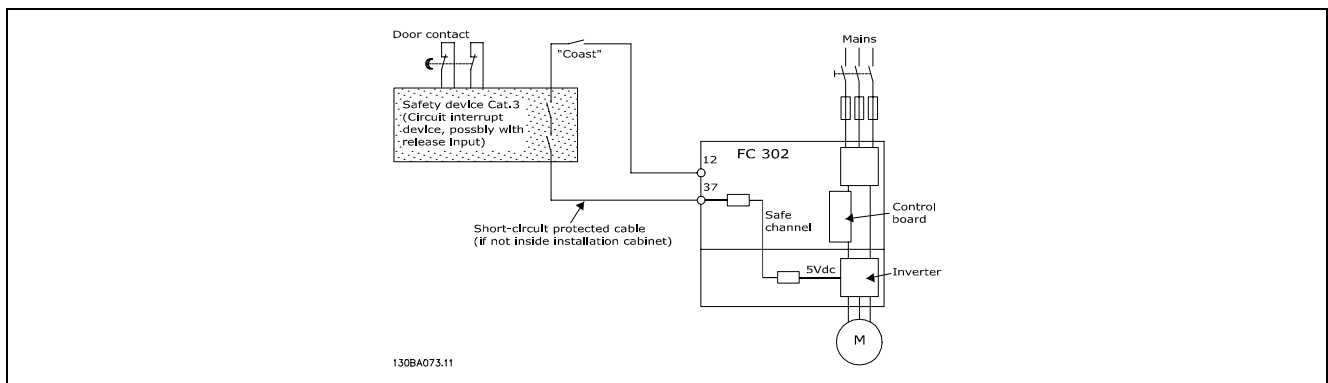 Door contact
"Coast"
Mains
Safety device Cat.3
(Circuit interrupt
device, possbly with
release input)
12
FC 302
37
Safe
channel
Control
board
Short-circuit protected cable
(if not inside installation cabinet)
5Vdc
Inverter
M
130BA073.11